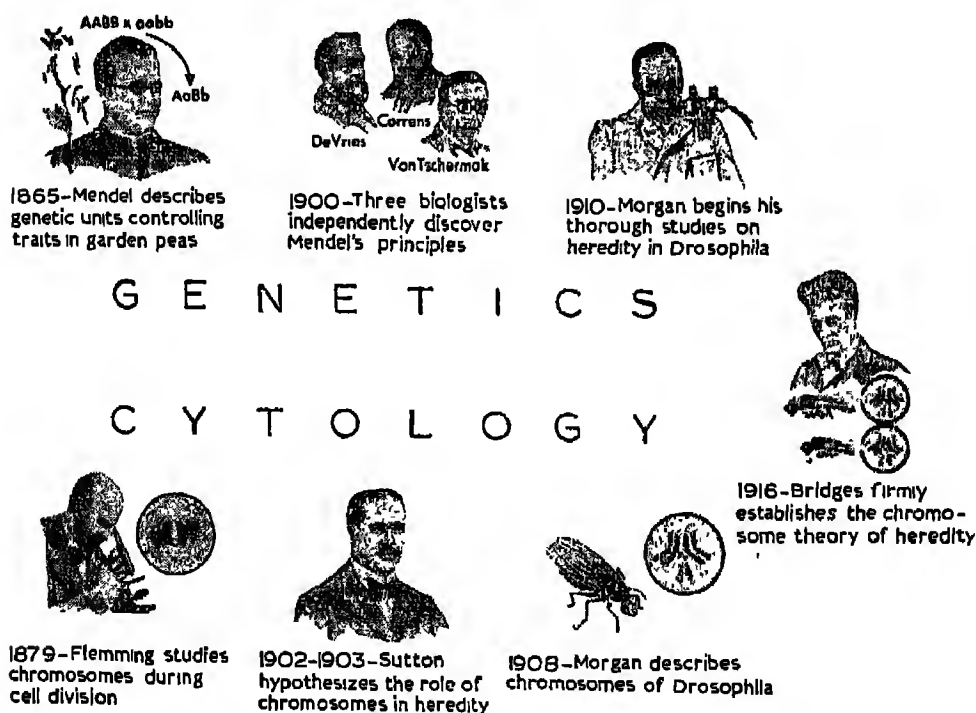 AABB x aabb
AaBb
1865-Mendel describes
genetic units controlling
traits in garden peas
DeVries
Correns
VonTschermak
1900-Three biologists
independently discover
Mendel's principles
1910-Morgan begins his
thorough studies on
heredity in Drosophila
GENETICS
CYTOLOGY
1916-Bridges firmly
establishes the chromo-
some theory of heredity
1879-Flemming studies
chromosomes during
cell division
1902-1903-Sutton
hypothesizes the role of
chromosomes in heredity
1908-Morgan describes
chromosomes of Drosophila